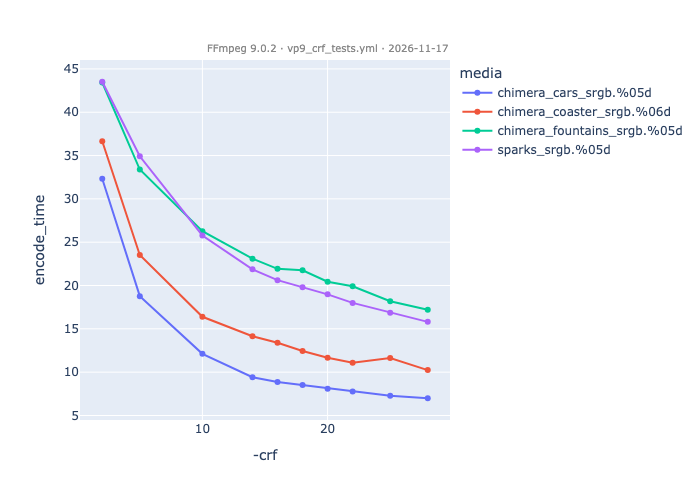 FFmpeg 9.0.2 · vp9_crf_tests.yml · 2026-11-17
media
chimera_cars_srgb.%05d
chimera_coaster_srgb.%06d
chimera_fountains_srgb.%05d
sparks_srgb.%05d
encode_time
45
40
35
30
25
20
15
10
5
10 20
-crf